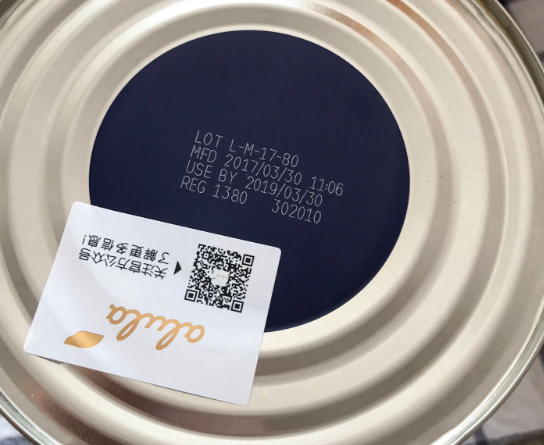 LOT L-M-17-80
MFD 2017/03/30 11:06
USE BY 2019/03/30
REG 1380 302010
alula
关注官方公众号
了解更多信息!